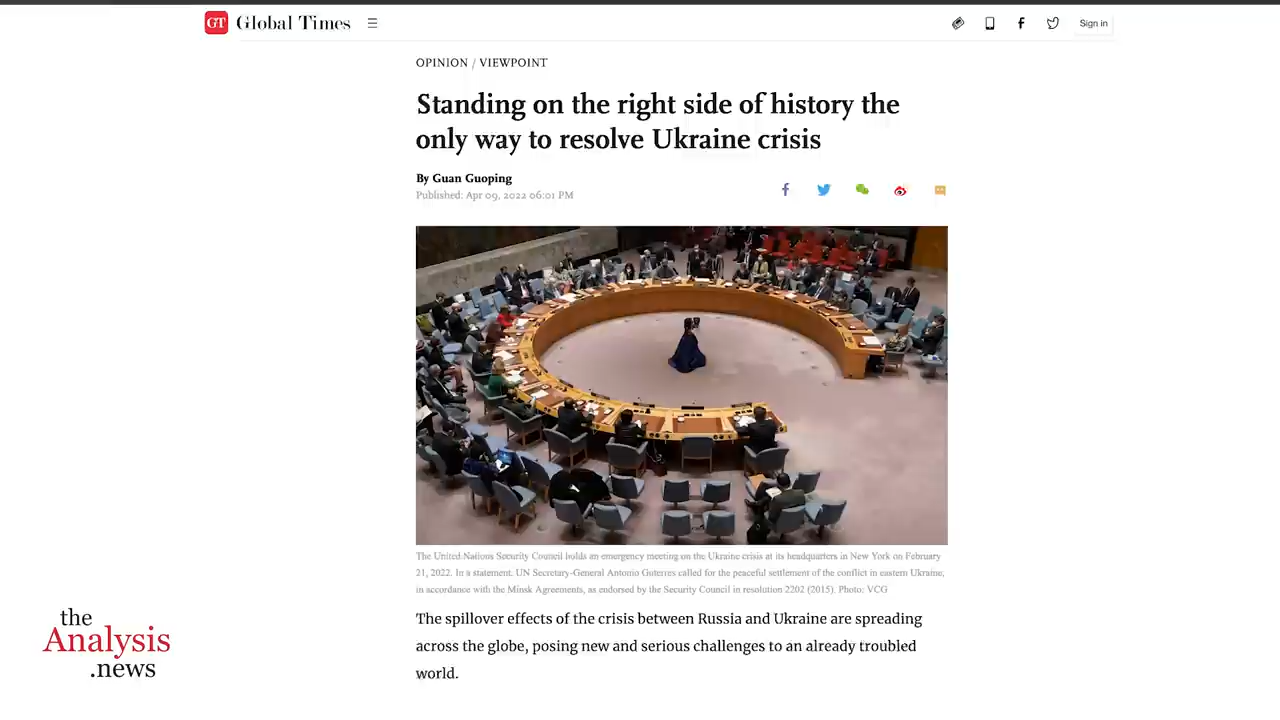 GT Global Times
Sign in
OPINION / VIEWPOINT
Standing on the right side of history the
only way to resolve Ukraine crisis
By Guan Guoping
Published: Apr 09, 2022 06:01 PM
The United Nations Security Council holds an emergency meeting on the Ukraine crisis at its headquarters in New York on February
21, 2022. In a statement. UN Secretary-General Antonio Guterres called for the peaceful settlement of the conflict in eastern Ukraine,
in accordance with the Minsk Agreements, as endorsed by the Security Council in resolution 2202 (2015). Photo: VCG
The spillover effects of the crisis between Russia and Ukraine are spreading
across the globe, posing new and serious challenges to an already troubled
world.
the
Analysis
.news